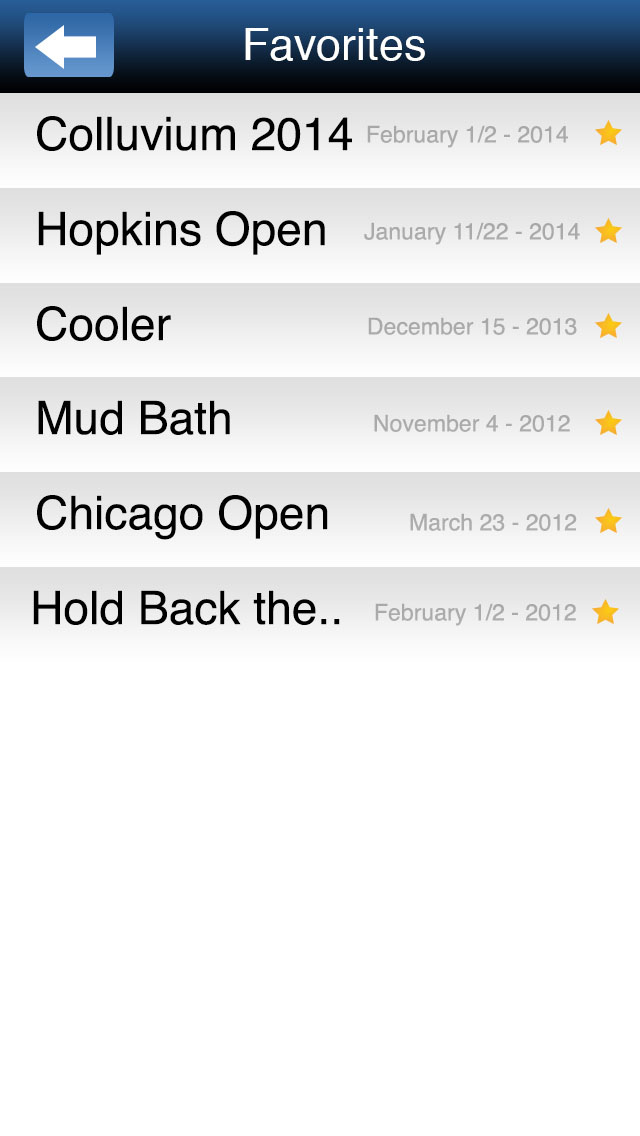 Favorites
Colluvium 2014 February 1/2 - 2014
Hopkins Open January 11/22 - 2014
Cooler December 15 - 2013
Mud Bath November 4 - 2012
Chicago Open March 23 - 2012
Hold Back the.. February 1/2 - 2012